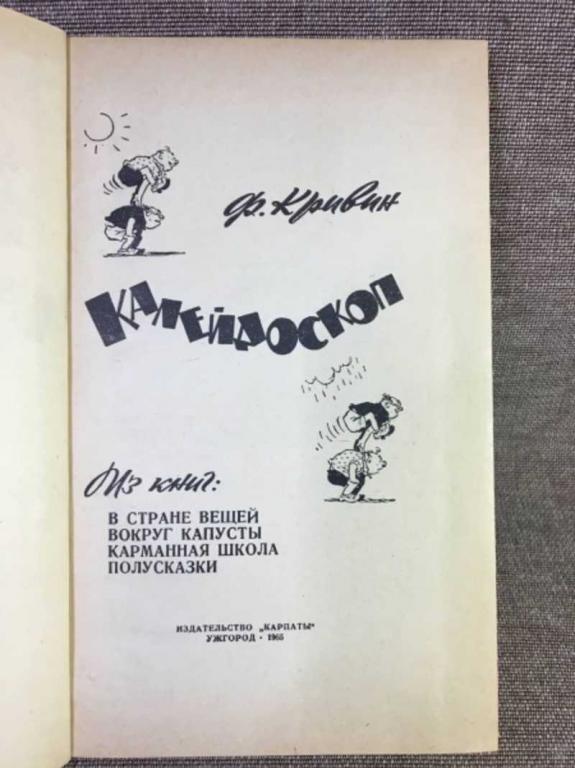 Ф. Кривин
Калейдоскоп
Из книг:
В СТРАНЕ ВЕЩЕЙ
ВОКРУГ КАПУСТЫ
КАРМАННАЯ ШКОЛА
ПОЛУСКАЗКИ
ИЗДАТЕЛЬСТВО „КАРПАТЫ“
УЖГОРОД · 1965